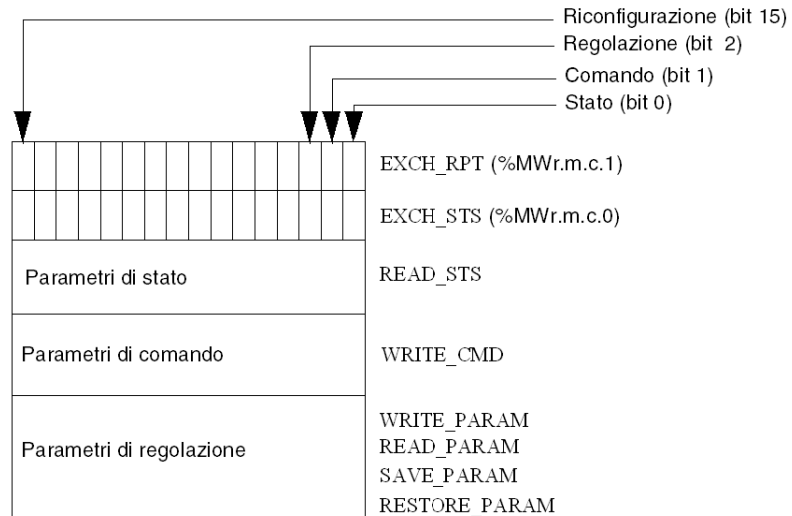 Riconfigurazione (bit 15)
Regolazione (bit 2)
Comando (bit 1)
Stato (bit 0)
EXCH_RPT (%MWr.m.c.1)
EXCH_STS (%MWr.m.c.0)
Parametri di stato READ_STS
Parametri di comando WRITE_CMD
WRITE_PARAM
Parametri di regolazione READ_PARAM
SAVE_PARAM
RESTORE_PARAM